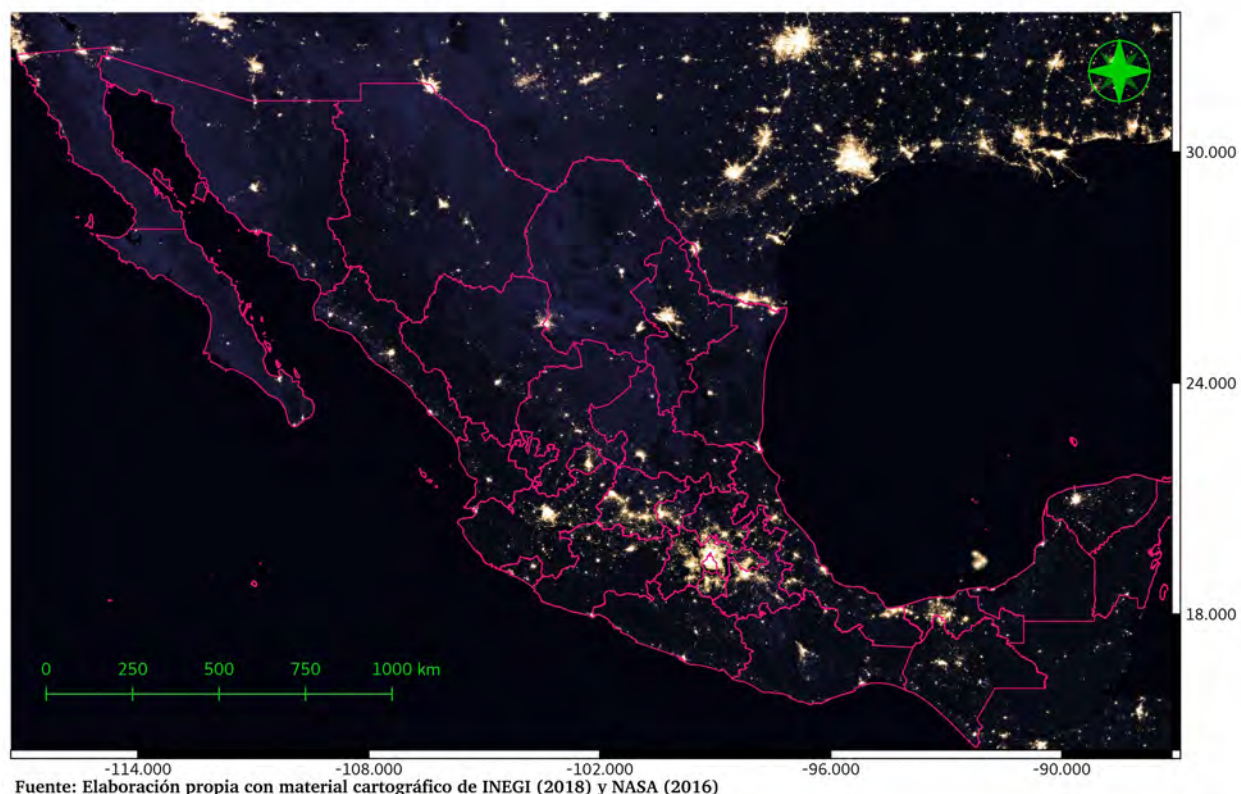 30.000
24.000
18.000
0 250 500 750 1000 km
-114.000 -108.000 -102.000 -96.000 -90.000
Fuente: Elaboración propia con material cartográfico de INEGI (2018) y NASA (2016)